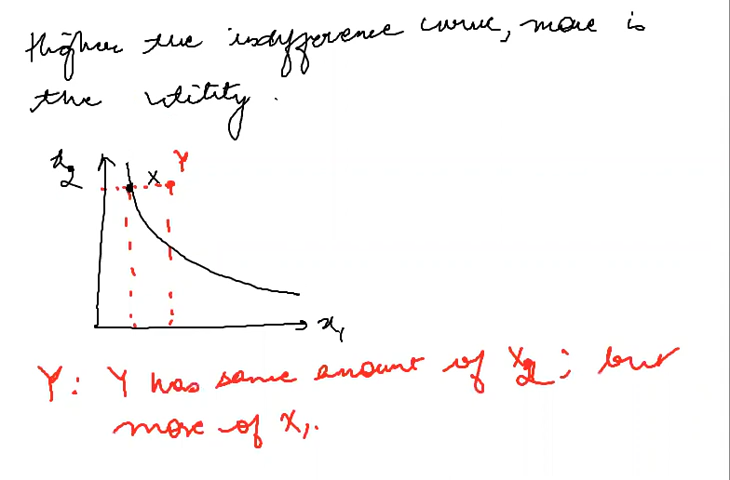 Higher the indifference curve, more is
the utility.
x₂
X
Y
x₁
Y: Y has same amount of x₂; but
more of x₁.